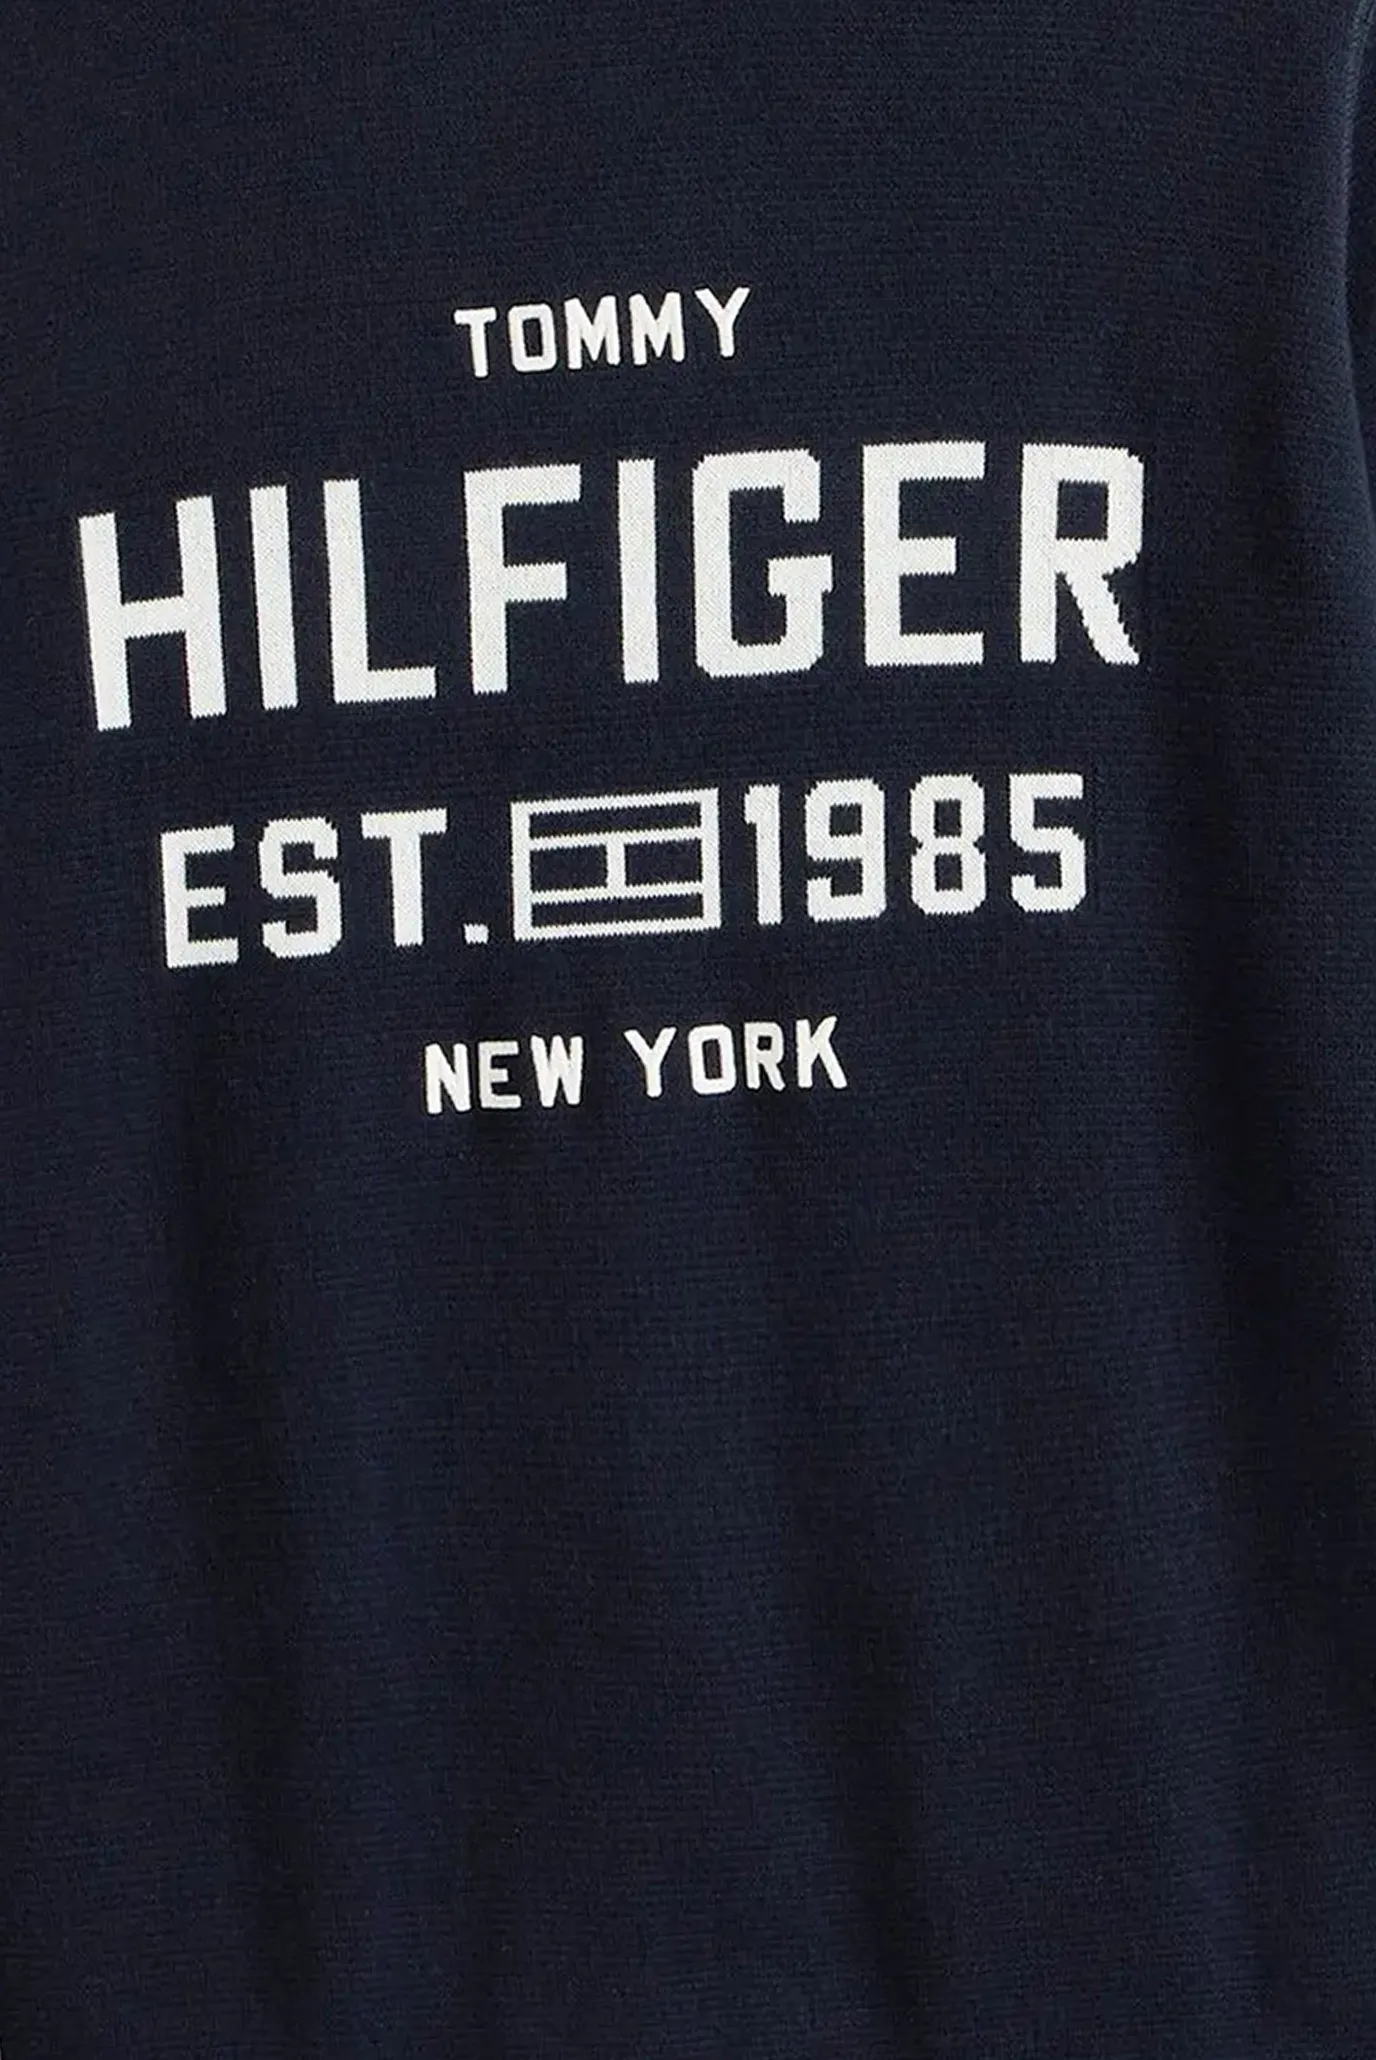 TOMMY
HILFIGER
EST. 1985
NEW YORK